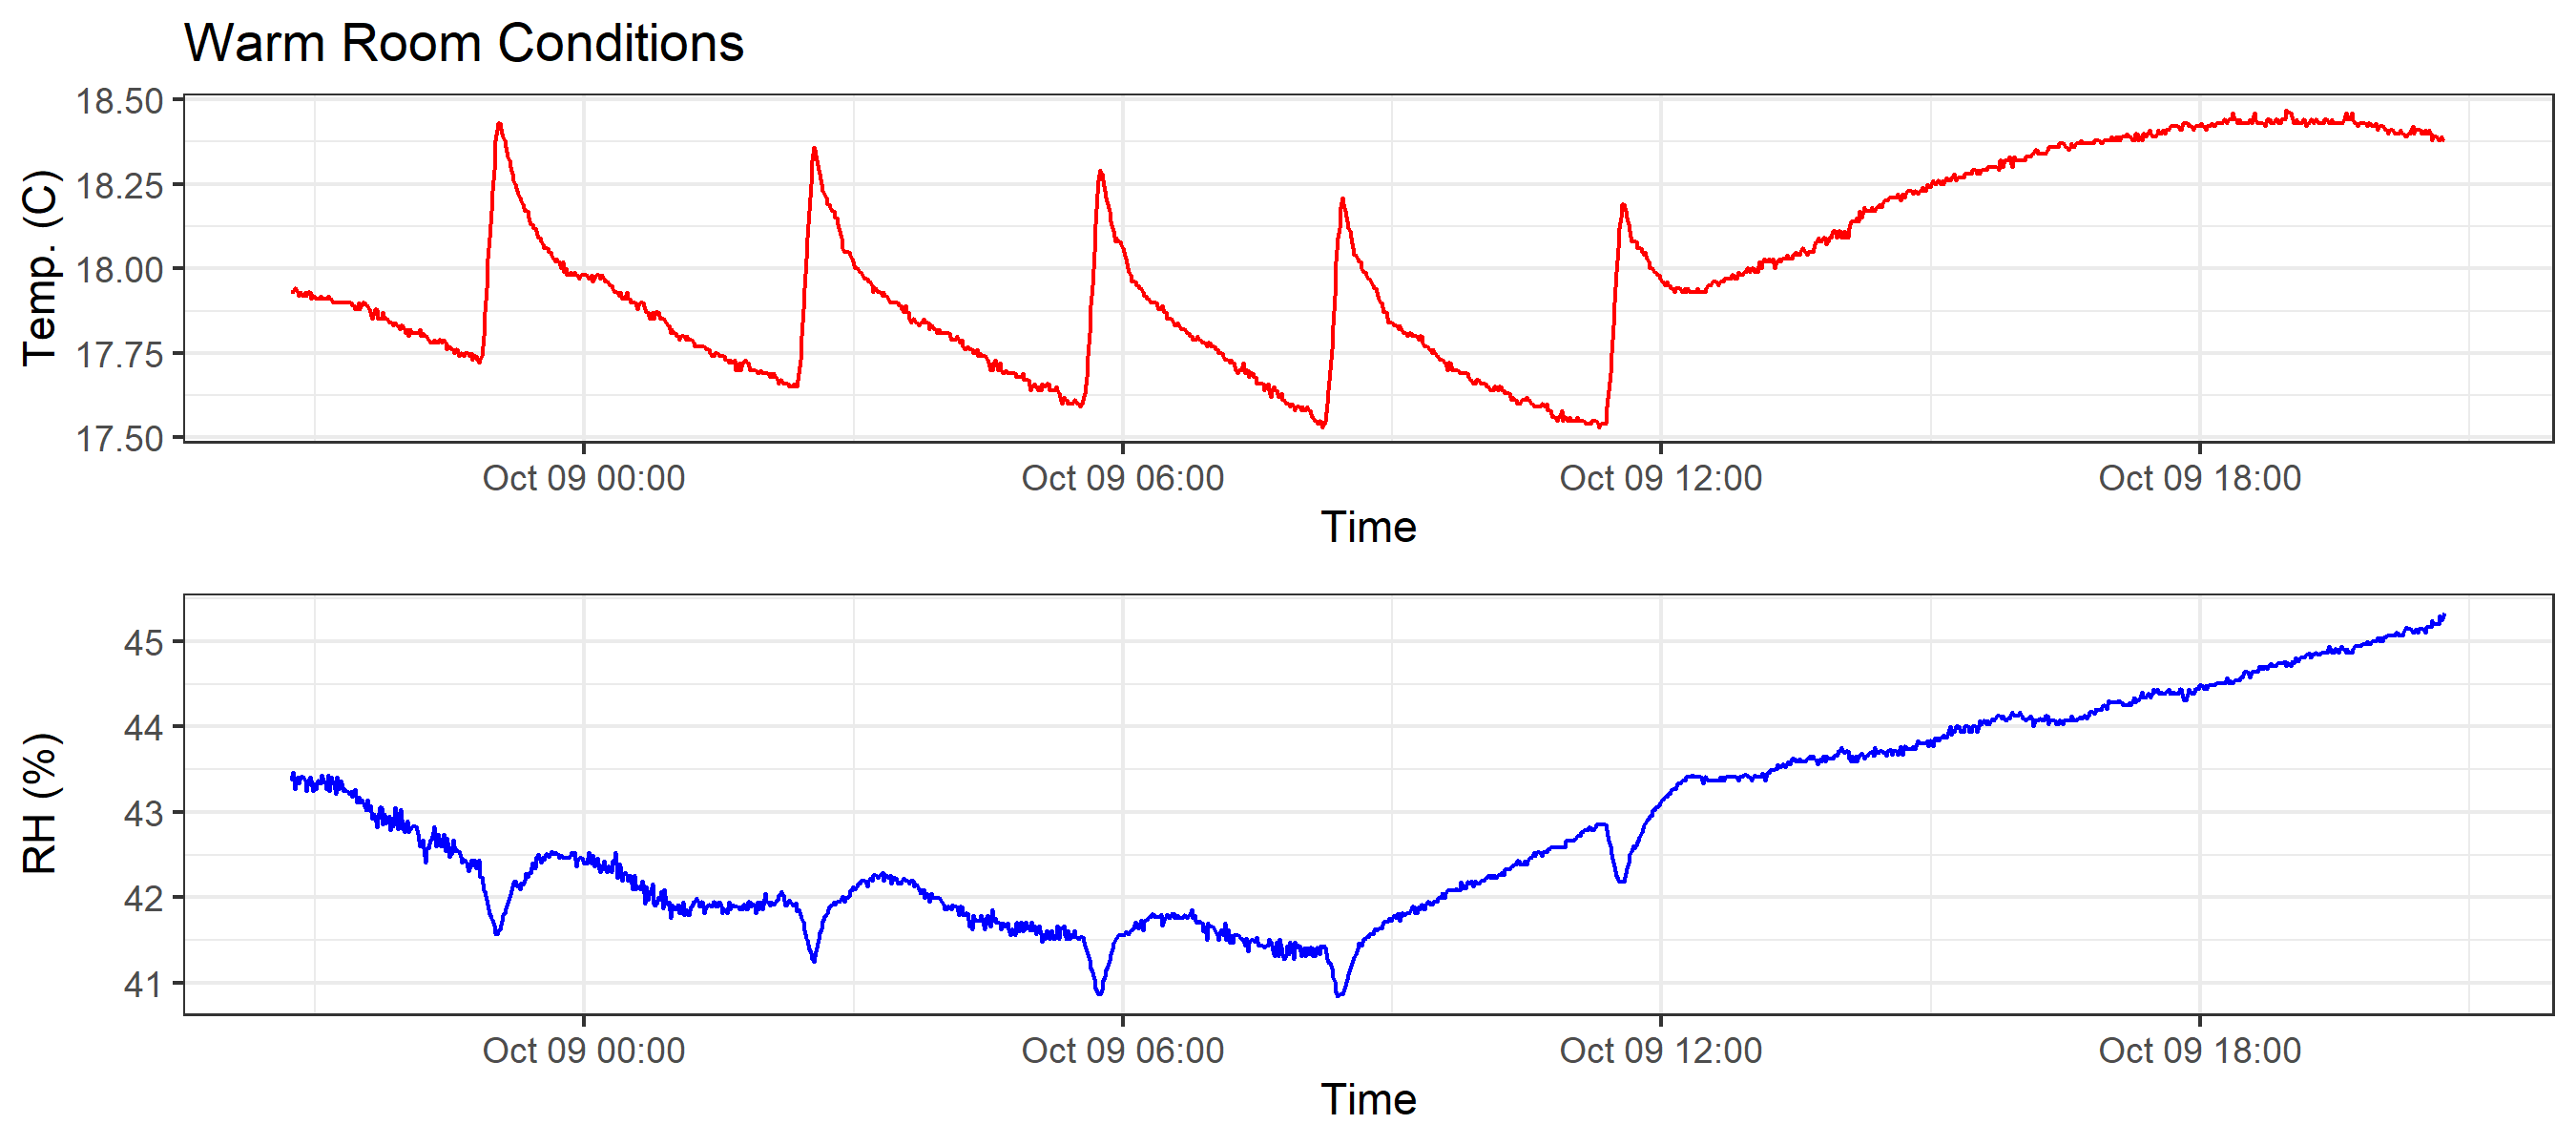 Warm Room Conditions
Temp. (C)
18.50
18.25
18.00
17.75
17.50
Oct 09 00:00 Oct 09 06:00 Oct 09 12:00 Oct 09 18:00
Time
RH (%)
45
44
43
42
41
Oct 09 00:00 Oct 09 06:00 Oct 09 12:00 Oct 09 18:00
Time